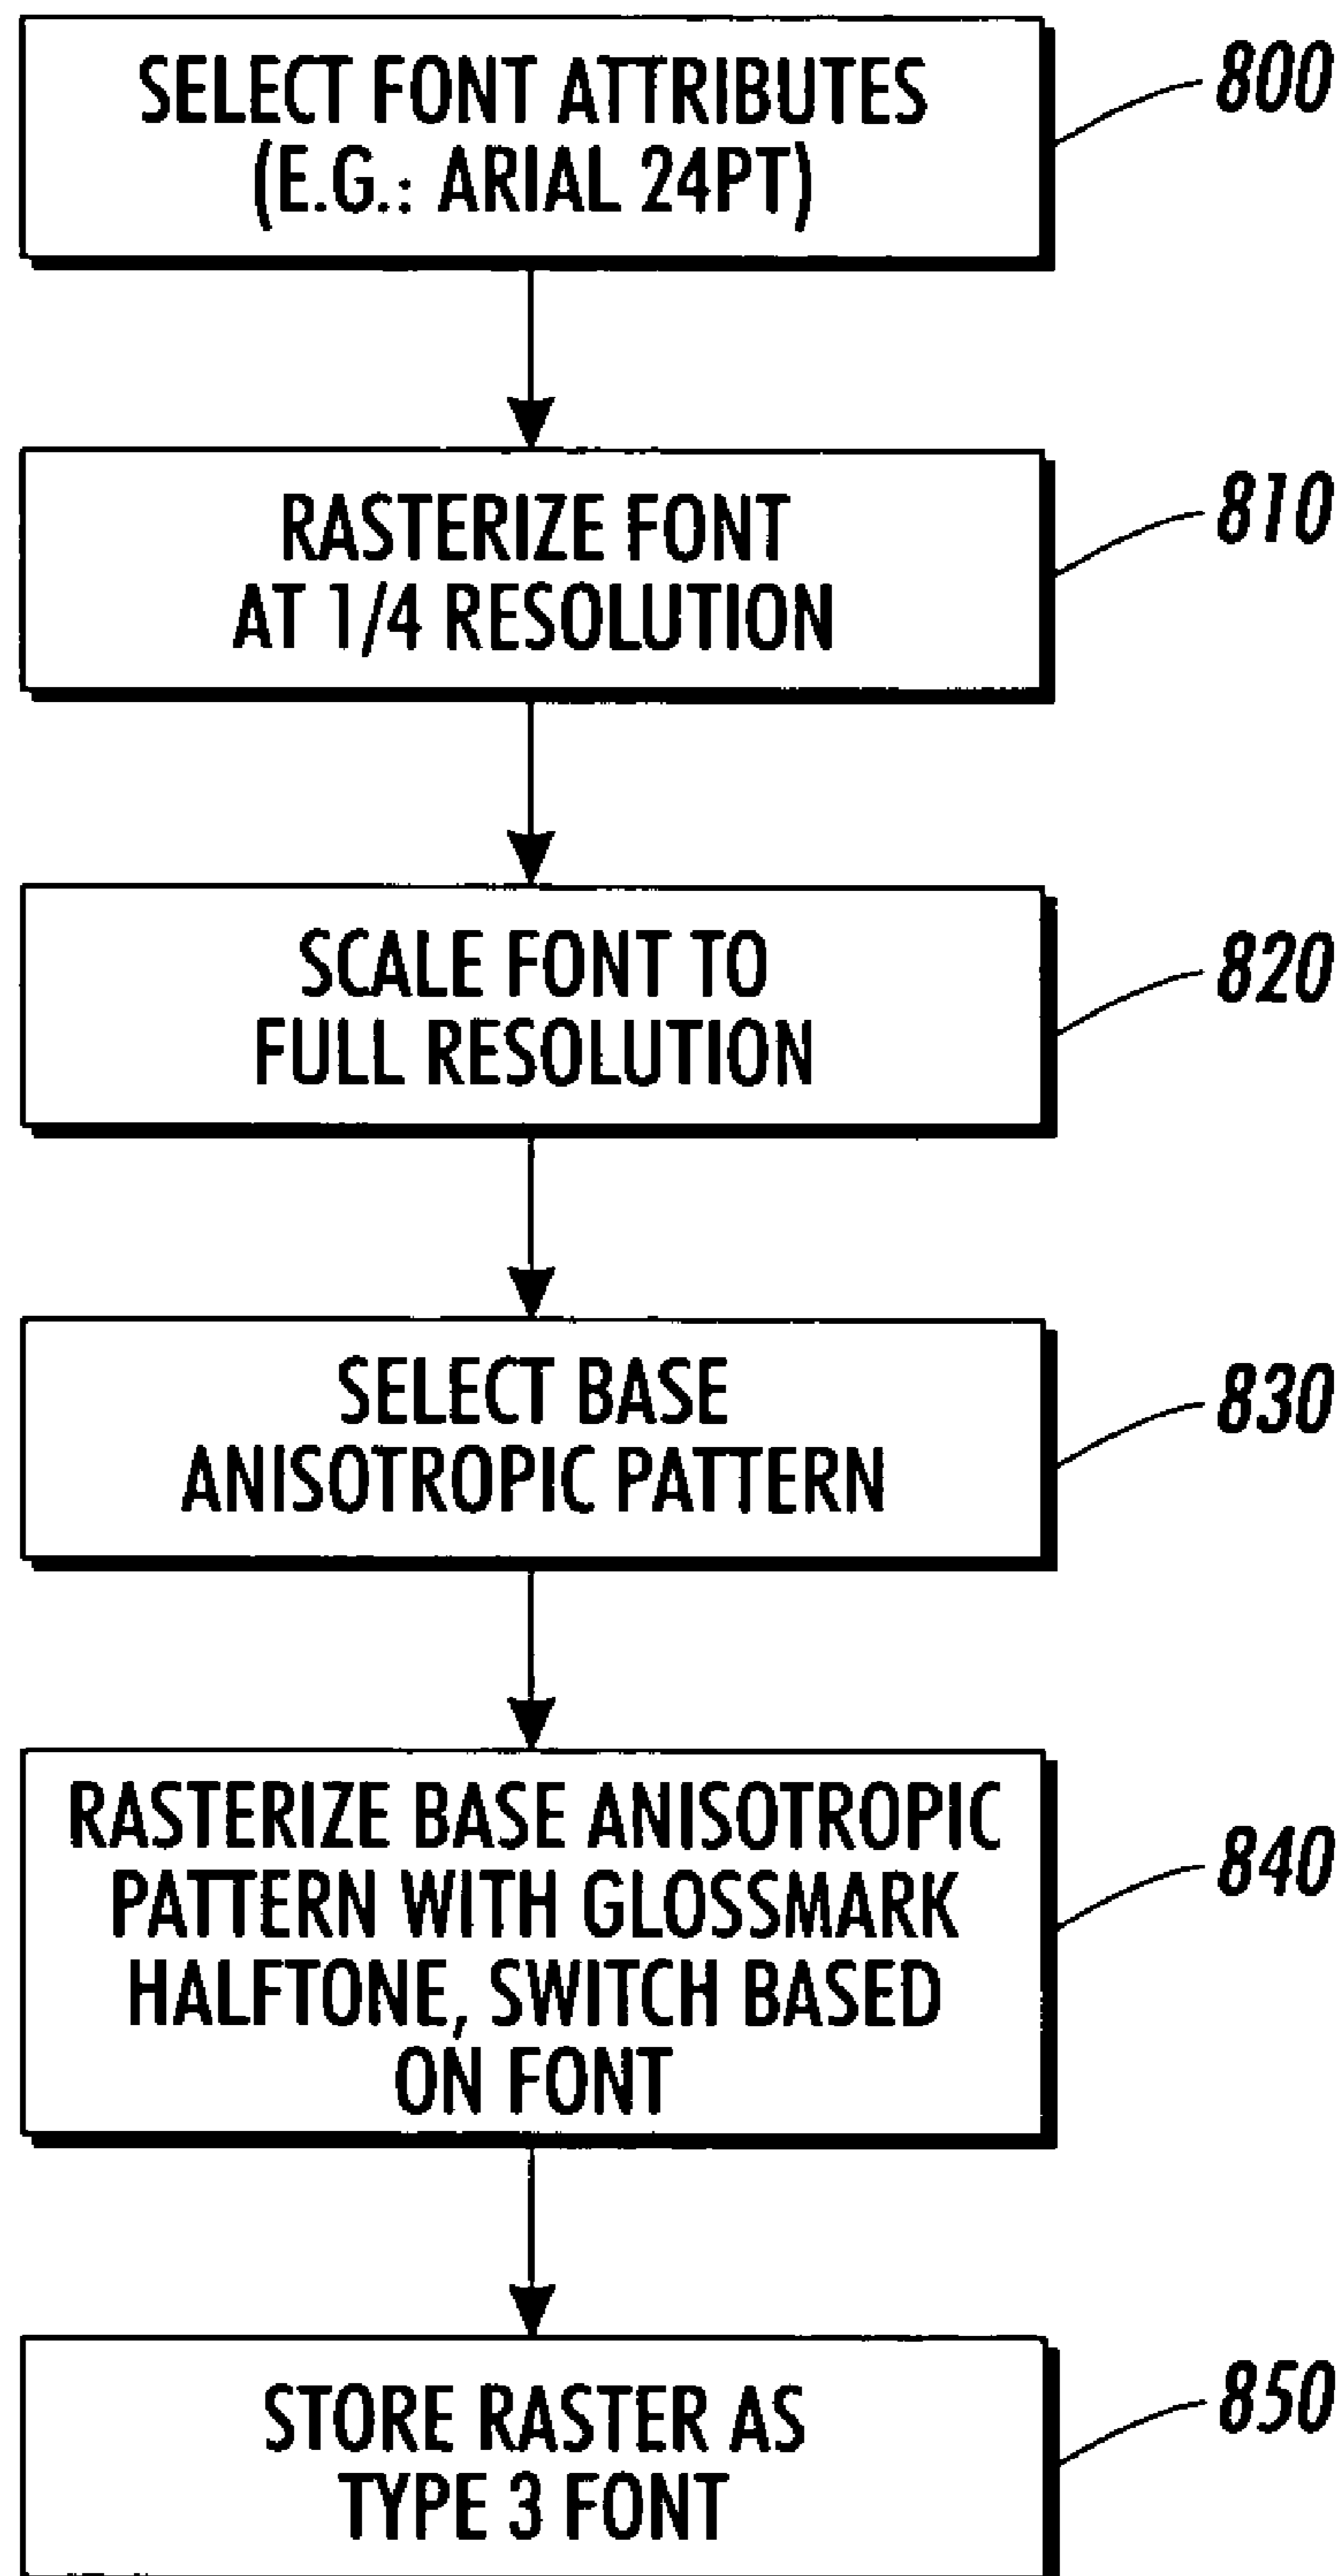 SELECT FONT ATTRIBUTES
(E.G.: ARIAL 24PT)
800
RASTERIZE FONT
AT 1/4 RESOLUTION
810
SCALE FONT TO
FULL RESOLUTION
820
SELECT BASE
ANISOTROPIC PATTERN
830
RASTERIZE BASE ANISOTROPIC
PATTERN WITH GLOSSMARK
HALFTONE, SWITCH BASED
ON FONT
840
STORE RASTER AS
TYPE 3 FONT
850